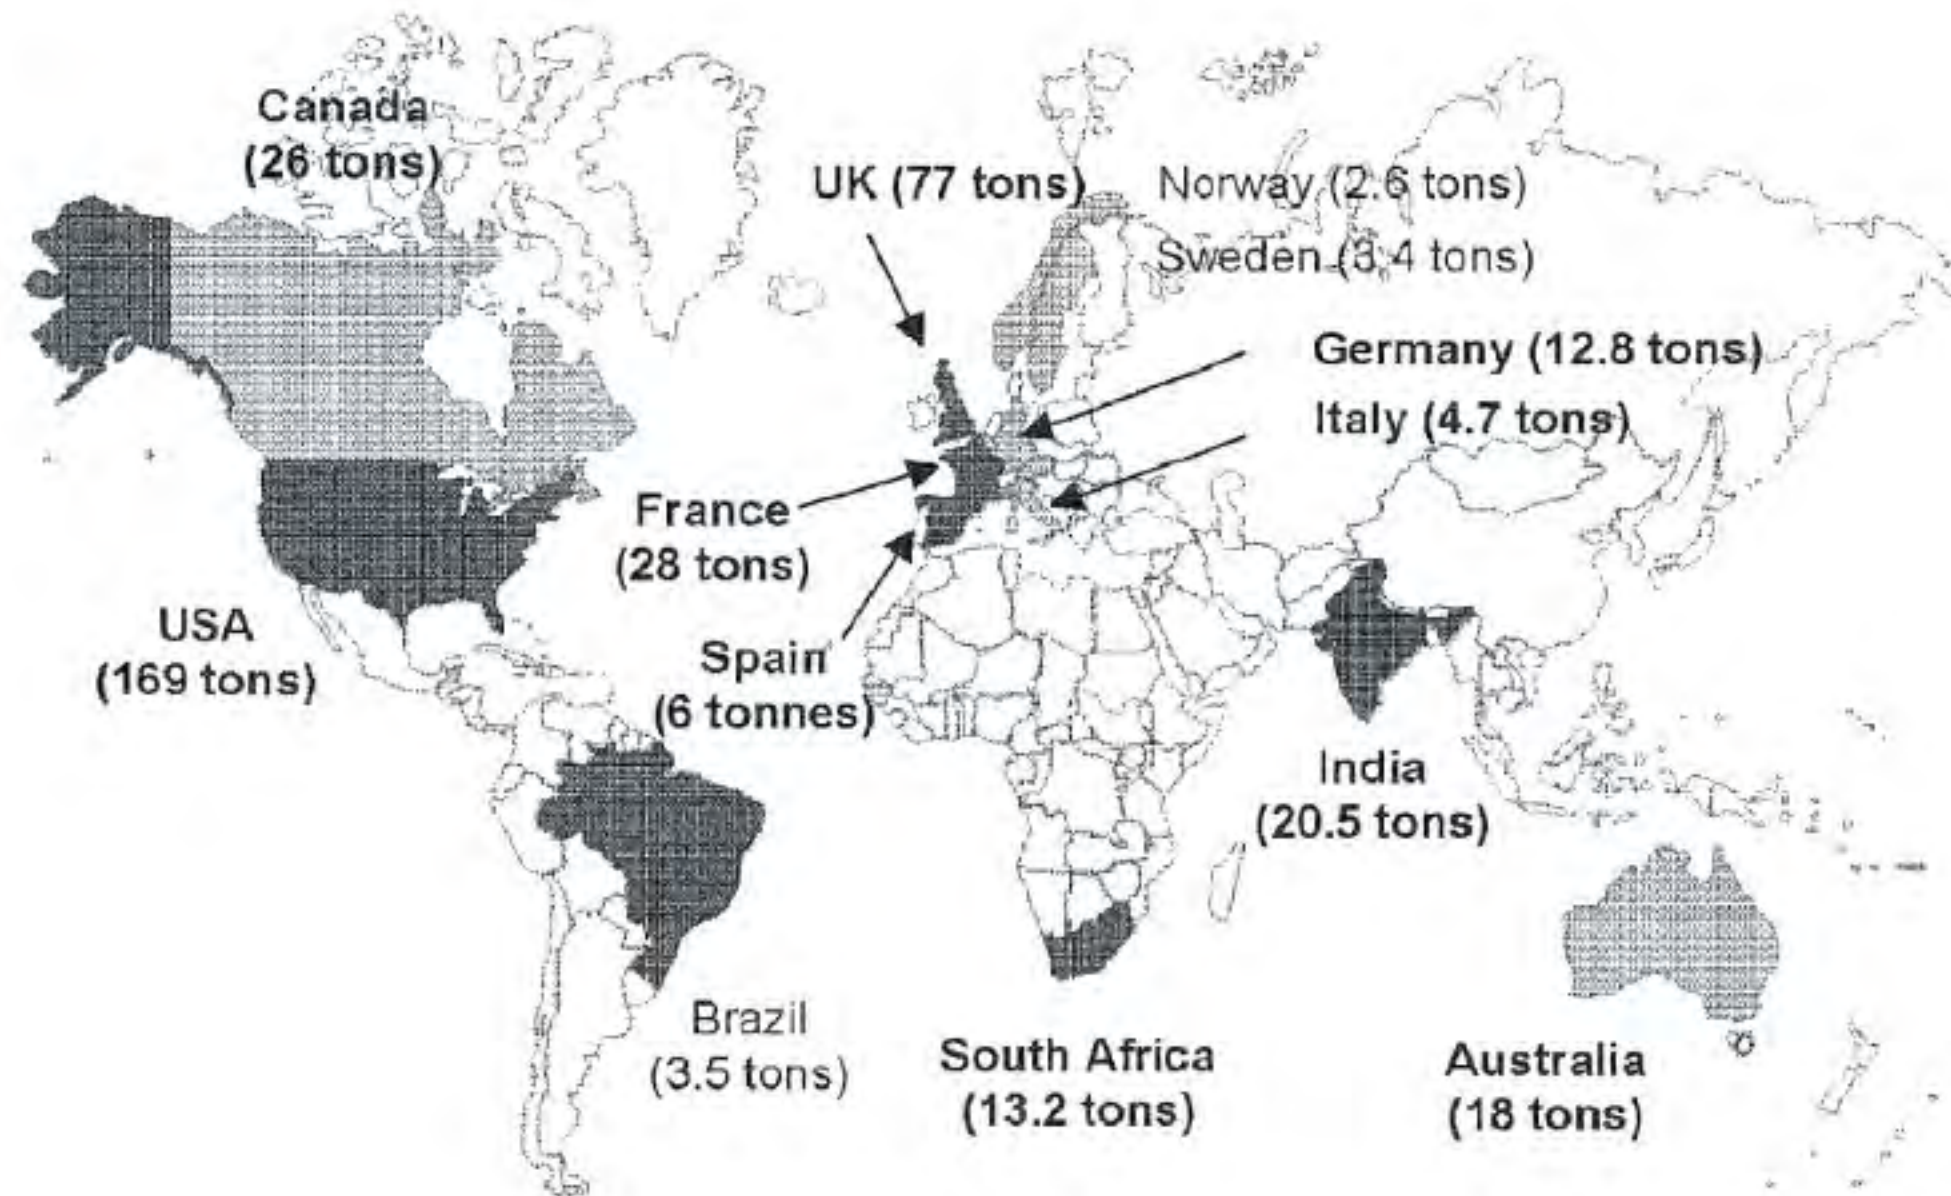 Canada
(26 tons)
UK (77 tons)
Norway (2.6 tons)
Sweden (3.4 tons)
Germany (12.8 tons)
Italy (4.7 tons)
France
(28 tons)
USA
(169 tons)
Spain
(6 tonnes)
India
(20.5 tons)
Brazil
(3.5 tons)
South Africa
(13.2 tons)
Australia
(18 tons)